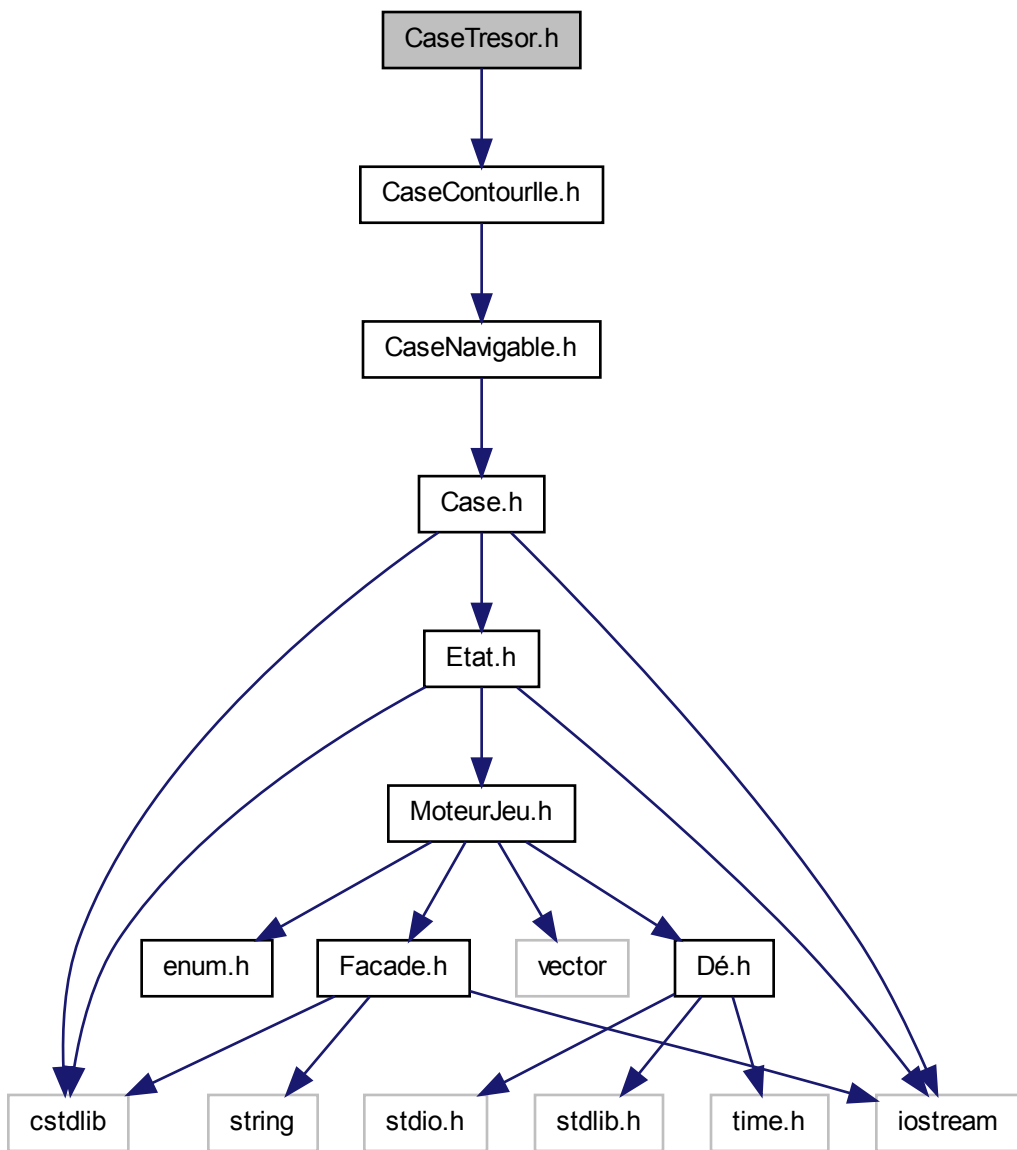 CaseTresor.h
CaseContourIle.h
CaseNavigable.h
Case.h
Etat.h
MoteurJeu.h
enum.h
Facade.h
vector
Dé.h
cstdlib
string
stdio.h
stdlib.h
time.h
iostream